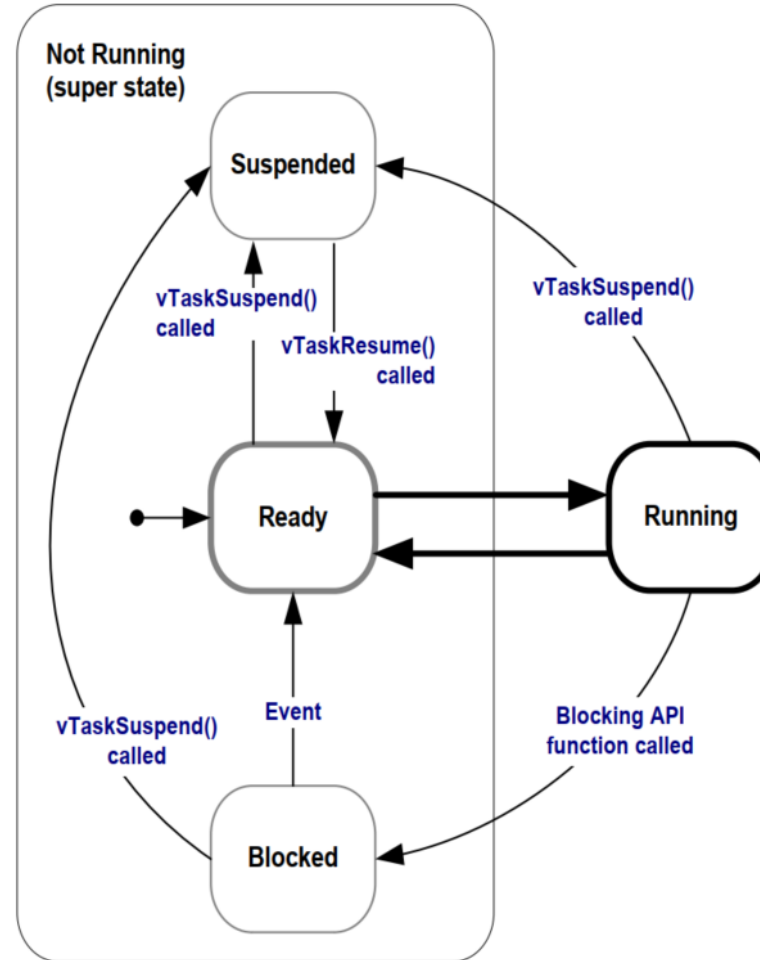 Not Running
(super state)
Suspended
vTaskSuspend()
called
vTaskResume()
called
vTaskSuspend()
called
Ready
Running
Event
vTaskSuspend()
called
Blocking API
function called
Blocked